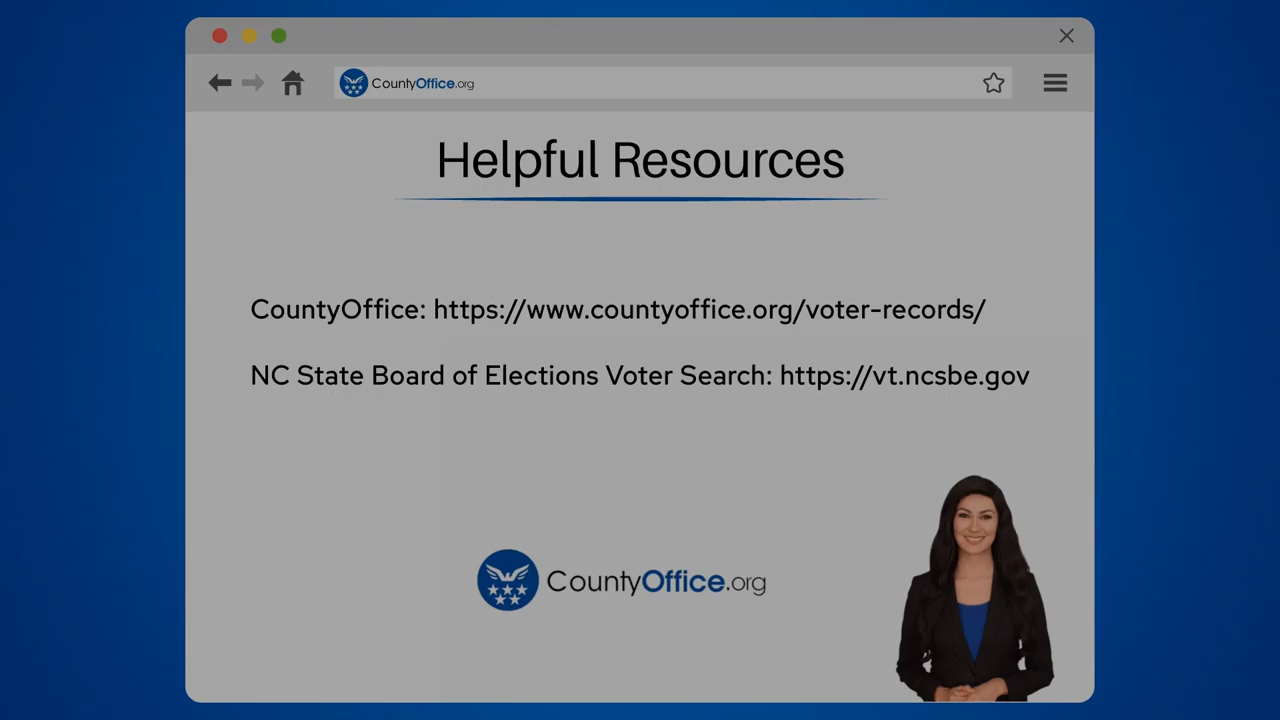 CountyOffice.org
Helpful Resources
CountyOffice: https://www.countyoffice.org/voter-records/
NC State Board of Elections Voter Search: https://vt.ncsbe.gov
CountyOffice.org